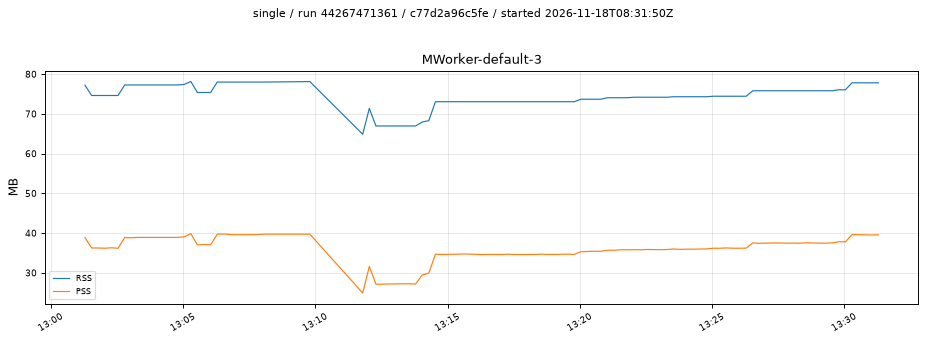 single / run 44267471361 / c77d2a96c5fe / started 2026-11-18T08:31:50Z
MWorker-default-3
80
70
60
50
40
30
MB
RSS
PSS
13:00
13:05
13:10
13:15
13:20
13:25
13:30